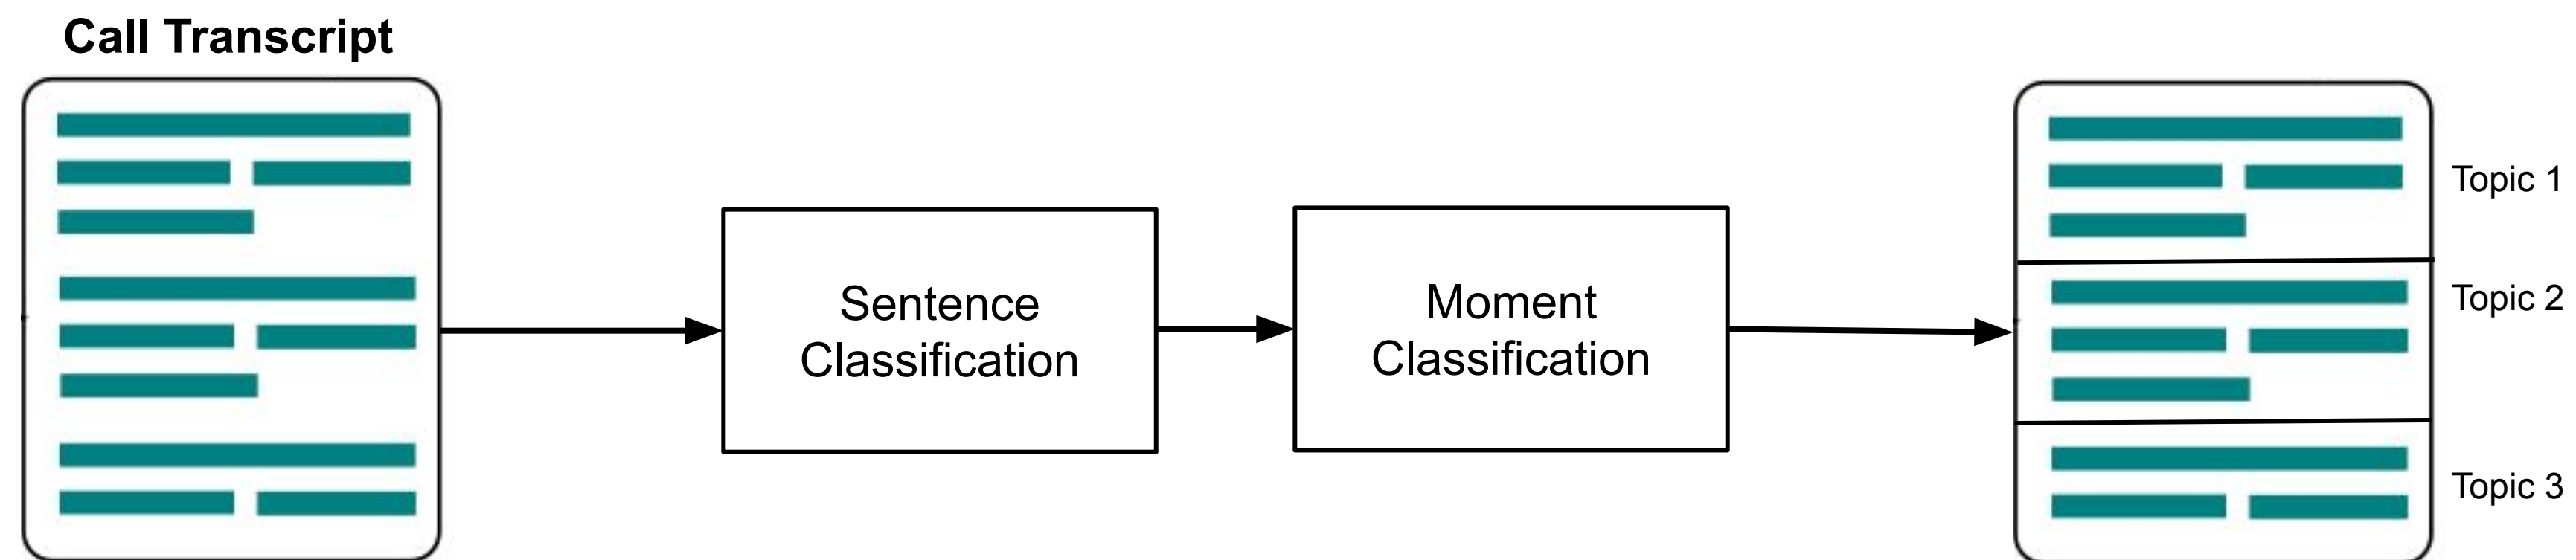 Call Transcript
Sentence
Classification
Moment
Classification
Topic 1
Topic 2
Topic 3